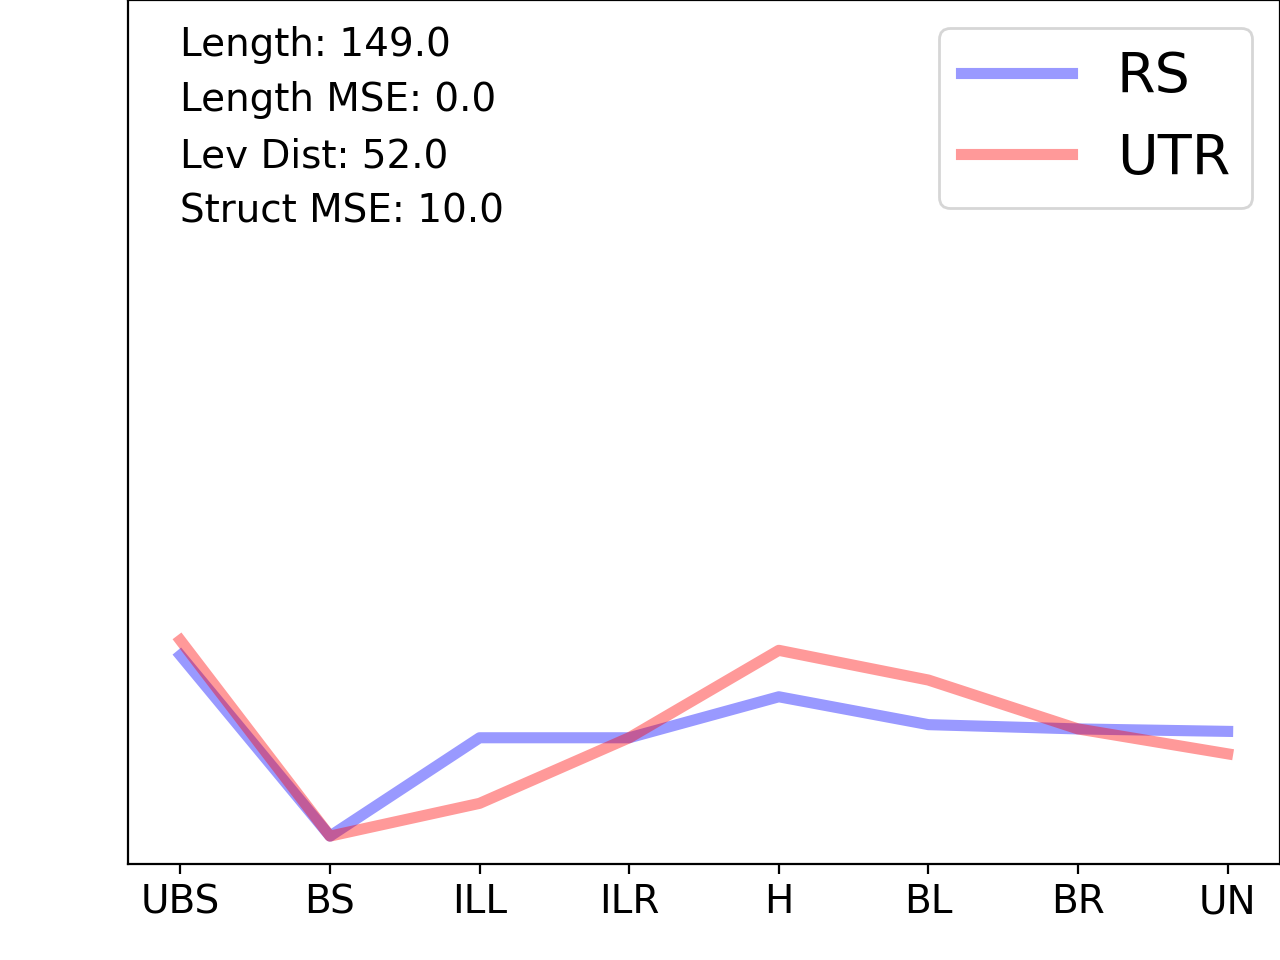 Length: 149.0
Length MSE: 0.0
Lev Dist: 52.0
Struct MSE: 10.0
RS
UTR
UBS BS ILL ILR H BL BR UN